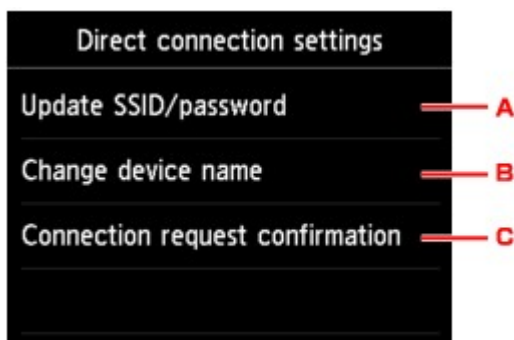 Direct connection settings
Update SSID/password A
Change device name B
Connection request confirmation C